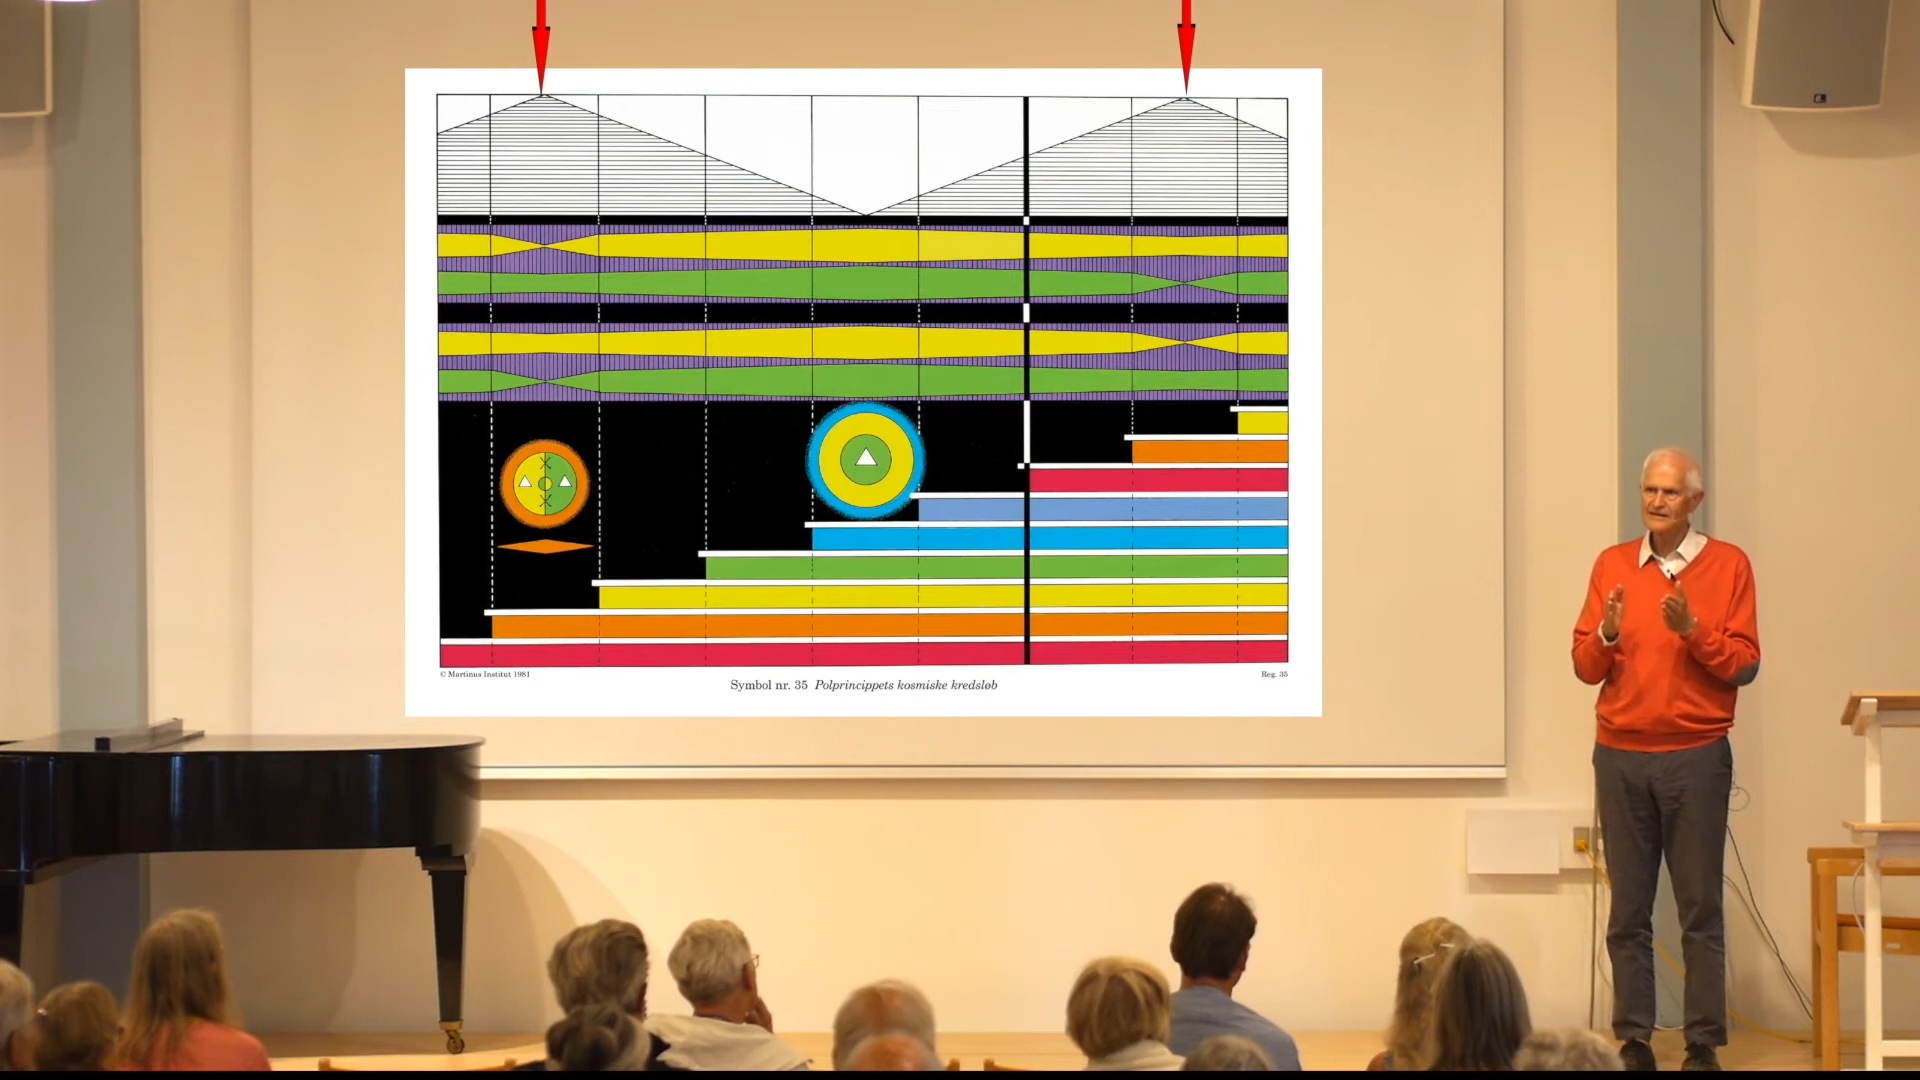 © Martinus Institut 1981
Reg. 35
Symbol nr. 35 Polprincippets kosmiske kredsløb